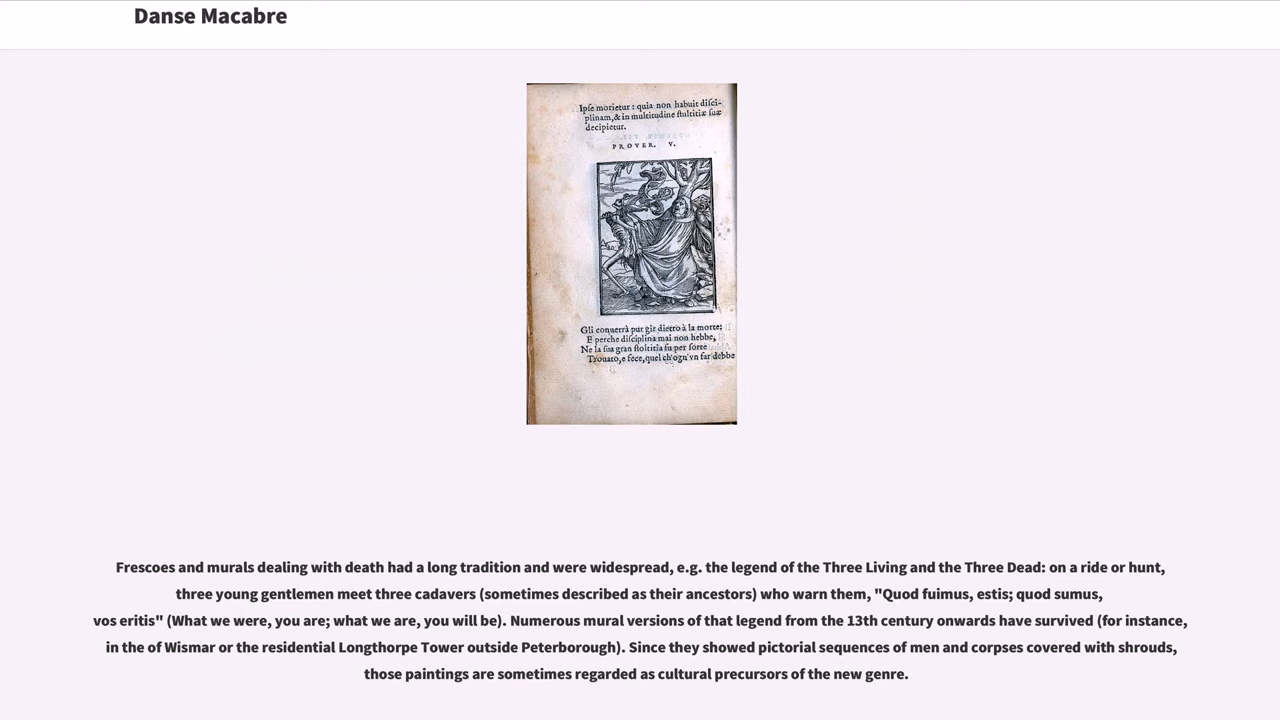 Danse Macabre
Ipſe morietur : quia non habuit diſci-
plinam, & in multitudine ſtultitiæ ſuæ
decipietur.
PROVER. V.
Gli conuerrà pur gir dietro à la morte;
E perche diſciplina mai non hebbe,
Ne la ſua gran ſtoltitia fu per ſorte
Trouato, e fece, quel ch'ogn' vn far debbe
Frescoes and murals dealing with death had a long tradition and were widespread, e.g. the legend of the Three Living and the Three Dead: on a ride or hunt,
three young gentlemen meet three cadavers (sometimes described as their ancestors) who warn them, "Quod fuimus, estis; quod sumus,
vos eritis" (What we were, you are; what we are, you will be). Numerous mural versions of that legend from the 13th century onwards have survived (for instance,
in the of Wismar or the residential Longthorpe Tower outside Peterborough). Since they showed pictorial sequences of men and corpses covered with shrouds,
those paintings are sometimes regarded as cultural precursors of the new genre.